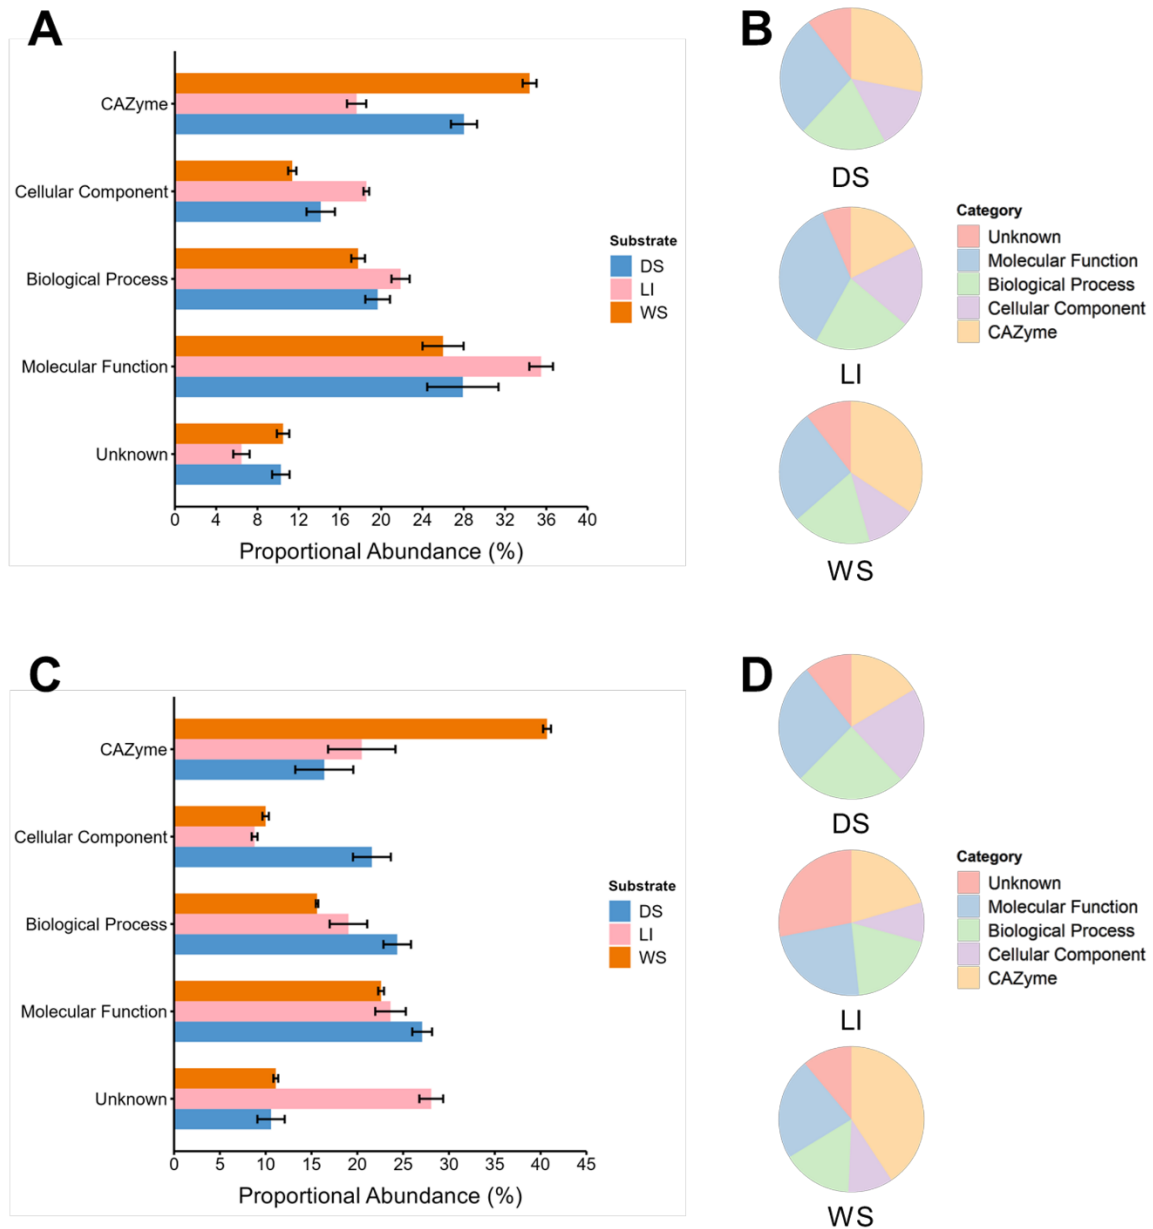 A
CAZyme
Cellular Component
Biological Process
Molecular Function
Unknown
0 4 8 12 16 20 24 28 32 36 40
Proportional Abundance (%)
Substrate
DS
LI
WS
B
DS
LI
WS
Category
Unknown
Molecular Function
Biological Process
Cellular Component
CAZyme
C
CAZyme
Cellular Component
Biological Process
Molecular Function
Unknown
0 5 10 15 20 25 30 35 40 45
Proportional Abundance (%)
Substrate
DS
LI
WS
D
DS
LI
WS
Category
Unknown
Molecular Function
Biological Process
Cellular Component
CAZyme